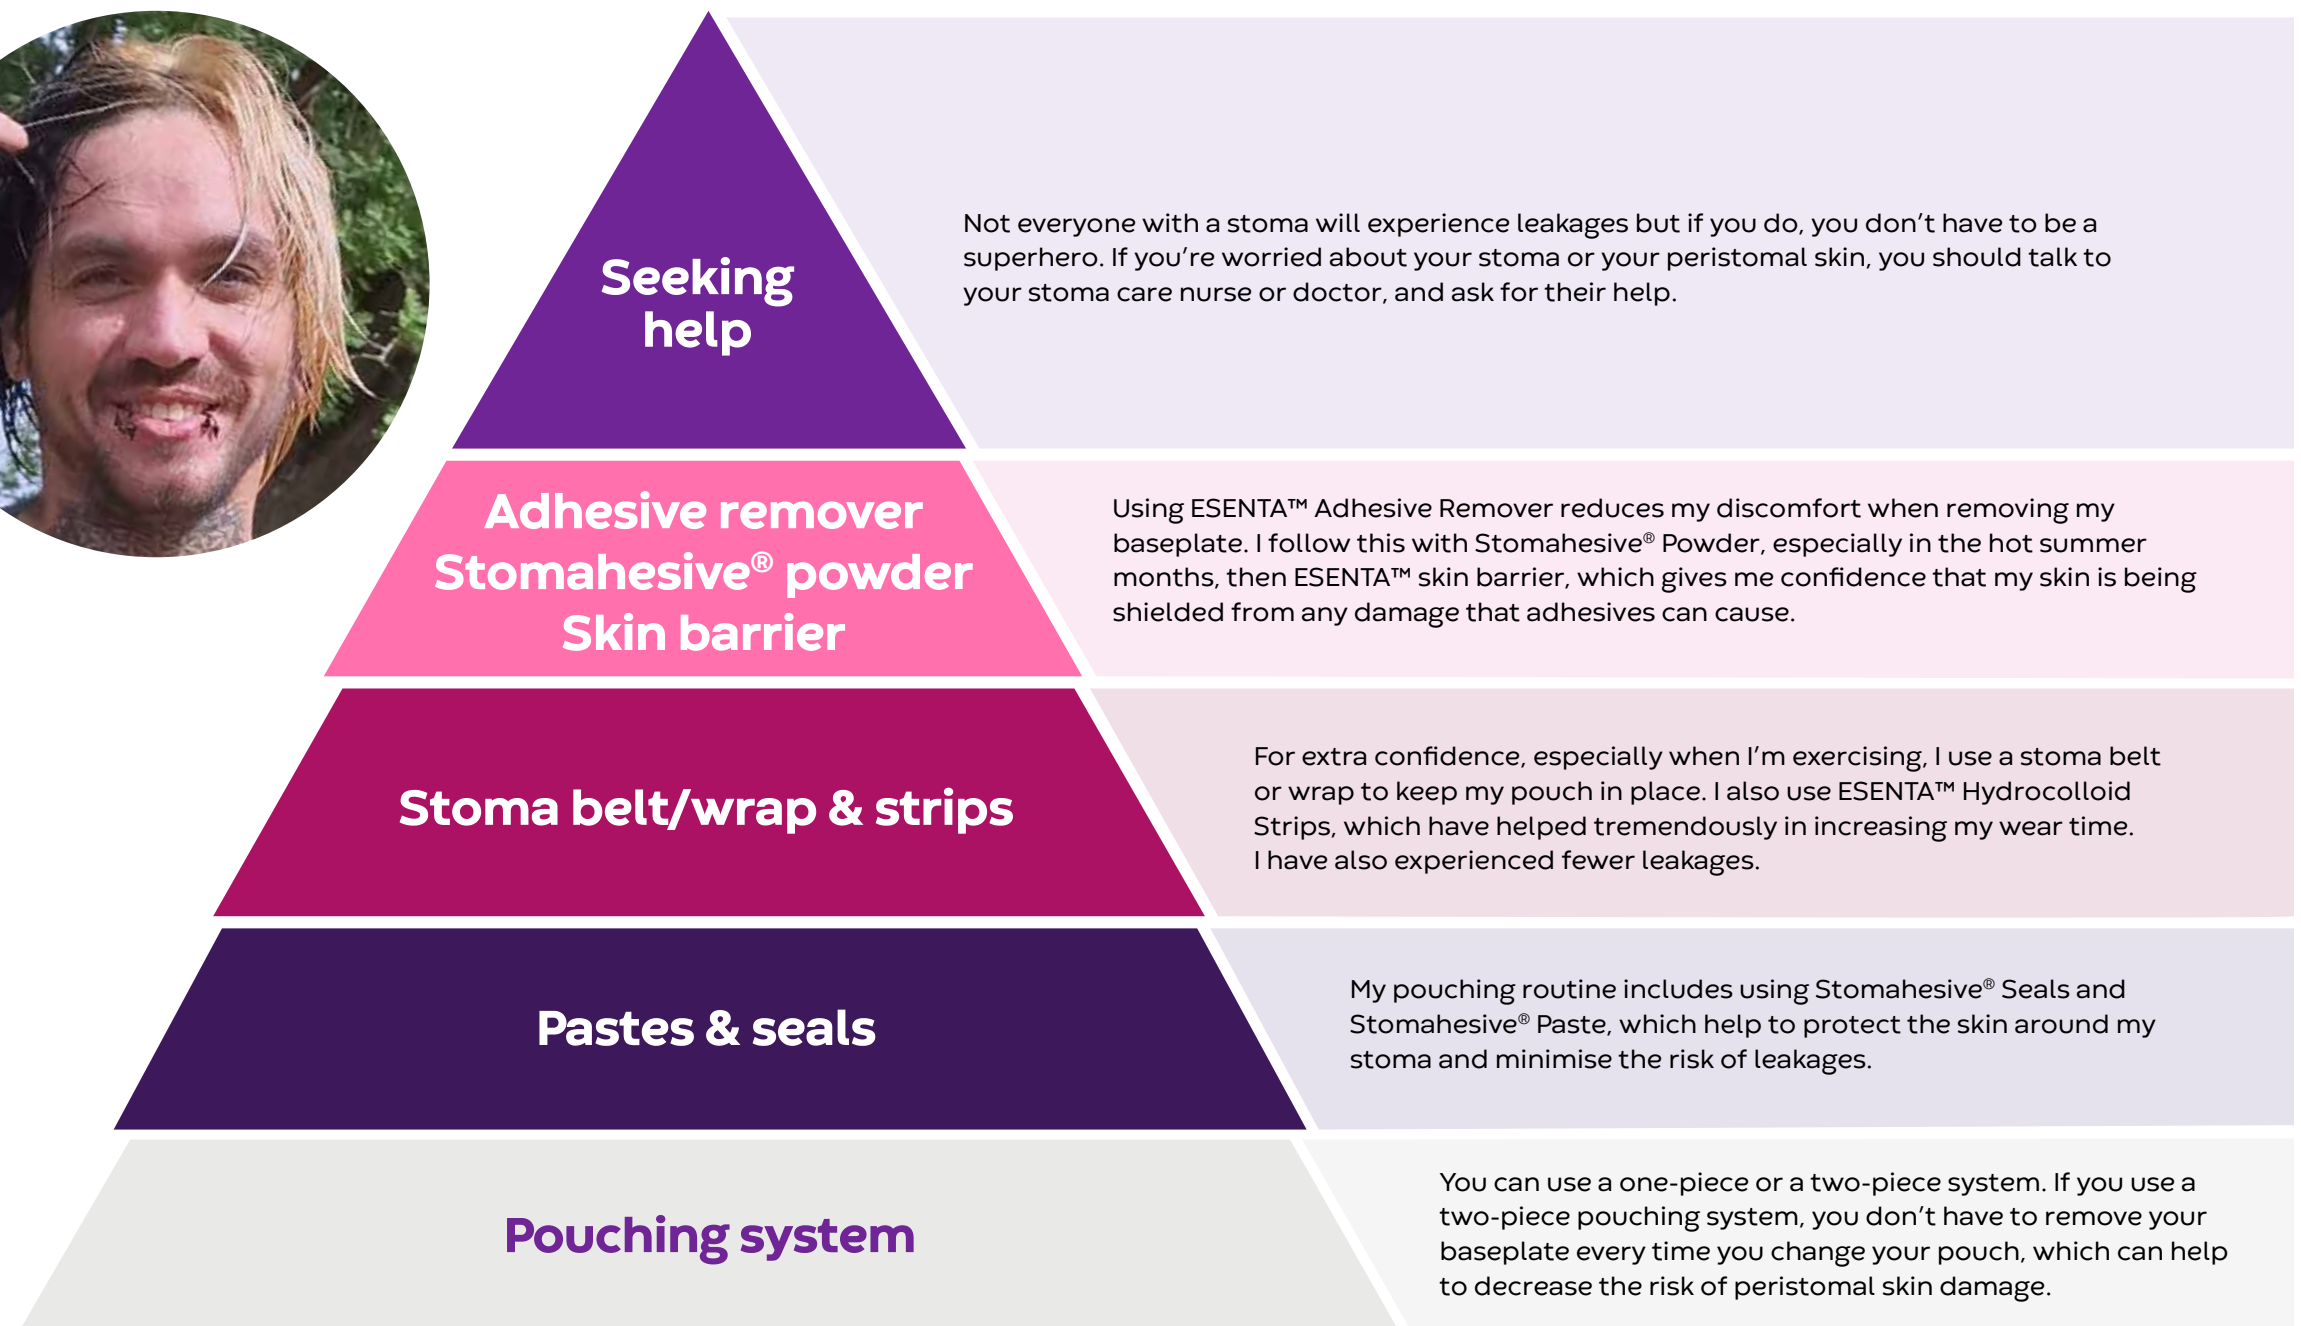 Seeking
help
Not everyone with a stoma will experience leakages but if you do, you don’t have to be a
superhero. If you’re worried about your stoma or your peristomal skin, you should talk to
your stoma care nurse or doctor, and ask for their help.
Adhesive remover
Stomahesive® powder
Skin barrier
Using ESENTA™ Adhesive Remover reduces my discomfort when removing my
baseplate. I follow this with Stomahesive® Powder, especially in the hot summer
months, then ESENTA™ skin barrier, which gives me confidence that my skin is being
shielded from any damage that adhesives can cause.
Stoma belt/wrap & strips
For extra confidence, especially when I’m exercising, I use a stoma belt
or wrap to keep my pouch in place. I also use ESENTA™ Hydrocolloid
Strips, which have helped tremendously in increasing my wear time.
I have also experienced fewer leakages.
Pastes & seals
My pouching routine includes using Stomahesive® Seals and
Stomahesive® Paste, which help to protect the skin around my
stoma and minimise the risk of leakages.
Pouching system
You can use a one-piece or a two-piece system. If you use a
two-piece pouching system, you don’t have to remove your
baseplate every time you change your pouch, which can help
to decrease the risk of peristomal skin damage.